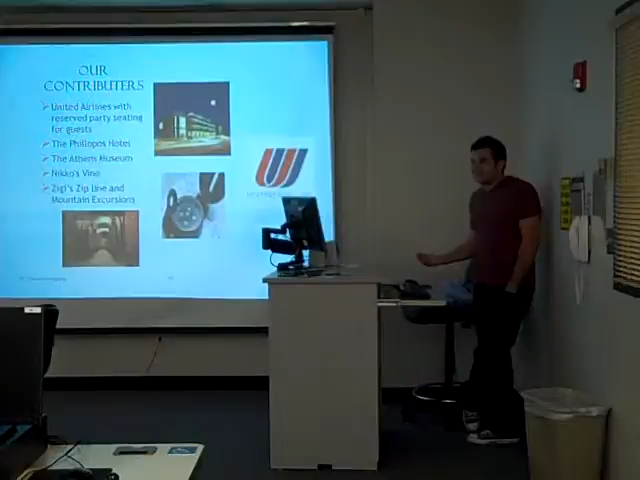 OUR
CONTRIBUTERS
United Airlines with
reserved party seating
for guests
The Phillopos Hotel
The Athens Museum
Nikko's Vino
Zigi's Zip line and
Mountain Excursions